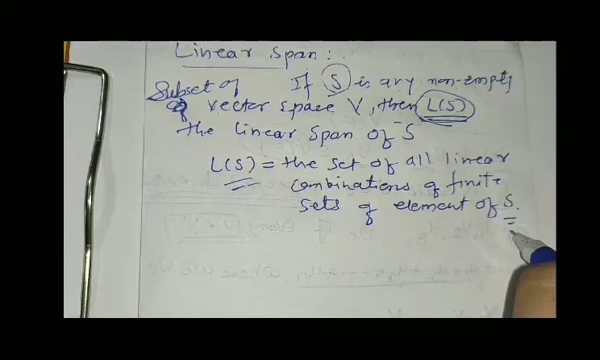 Linear span :-
If S is any non-empty
Subset of vector space V, then L(S)
the linear span of "S"
L(S) = the set of all linear
combinations of finite
sets of element of S.